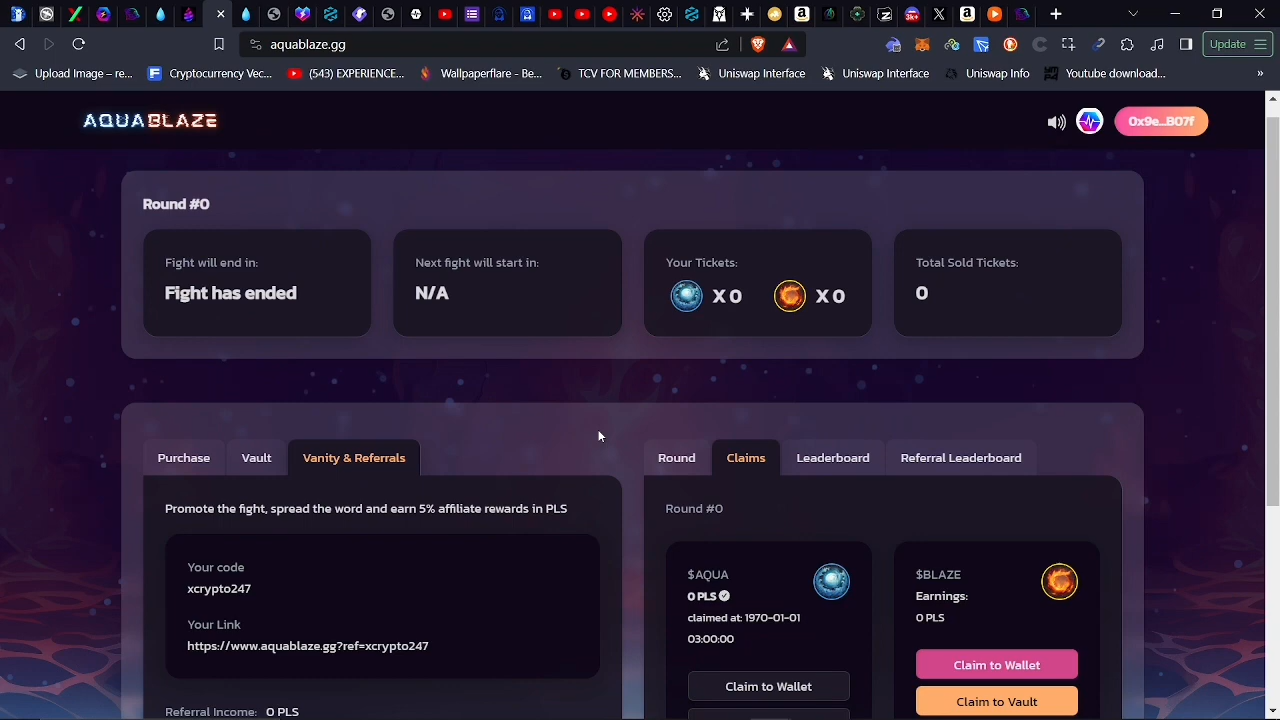 3K+
aquablaze.gg
Update
Upload Image – re...
Cryptocurrency Vec...
(543) EXPERIENCE...
Wallpaperflare - Be...
TCV FOR MEMBERS...
Uniswap Interface
Uniswap Interface
Uniswap Info
Youtube download...
»
AQUABLAZE
0x9e...B07f
Round #0
Fight will end in:
Fight has ended
Next fight will start in:
N/A
Your Tickets:
X 0
X 0
Total Sold Tickets:
0
Purchase
Vault
Vanity & Referrals
Promote the fight, spread the word and earn 5% affiliate rewards in PLS
Your code
xcrypto247
Your Link
https://www.aquablaze.gg?ref=xcrypto247
Referral Income: 0 PLS
Round
Claims
Leaderboard
Referral Leaderboard
Round #0
$AQUA
0 PLS
claimed at: 1970-01-01
03:00:00
Claim to Wallet
$BLAZE
Earnings:
0 PLS
Claim to Wallet
Claim to Vault